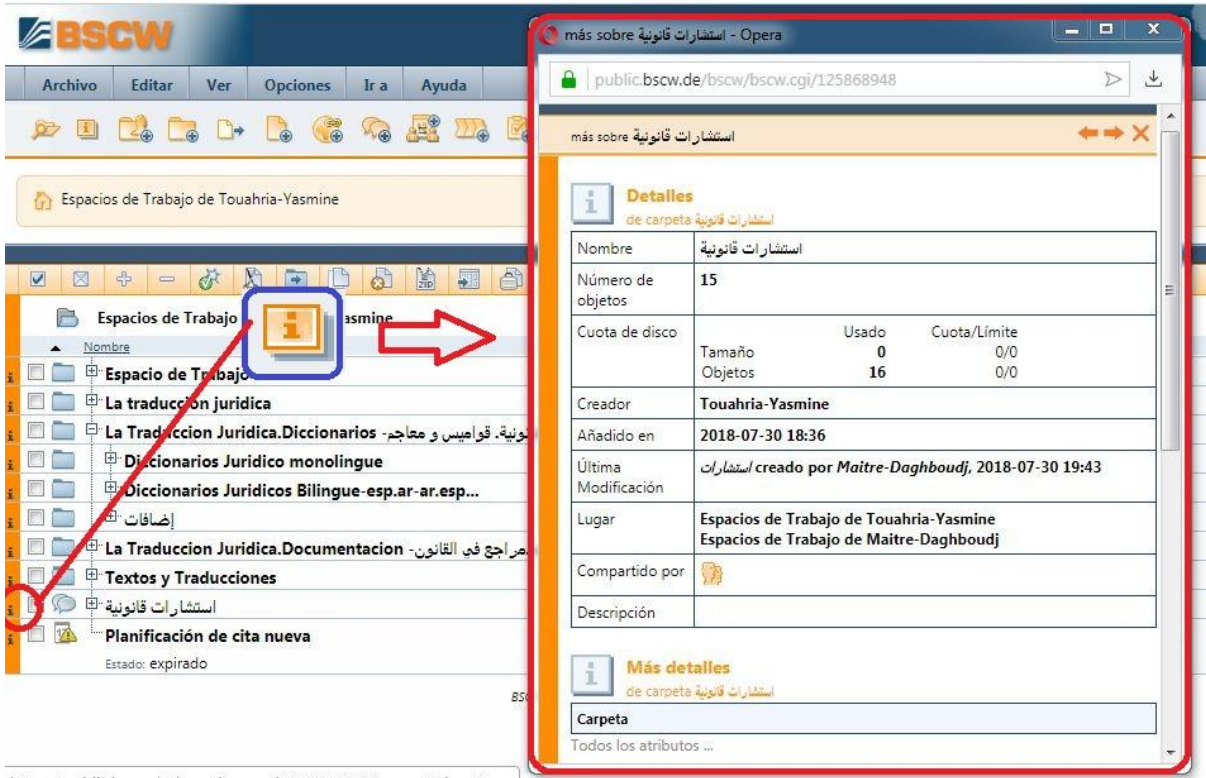 BSCW
Archivo Editar Ver Opciones Ir a Ayuda
Espacios de Trabajo de Touahria-Yasmine
Espacios de Trabajo asmine
Nombre
Espacio de Trabajo
La traducción juridica
La Traduccion Juridica.Diccionarios -قواميس و معاجم .ونية
Diccionarios Juridico monolingue
Diccionarios Juridicos Bilingue-esp.ar-ar.esp...
إضافات
La Traduccion Juridica.Documentacion -مراجع في القانون.
Textos y Traducciones
استشارات قانونية
Planificación de cita nueva
Estado: expirado
más sobre استشارات قانونية - Opera
public.bscw.de/bscw/bscw.cgi/125868948
más sobre استشارات قانونية
Detalles
de carpeta استشارات قانونية
Nombre استشارات قانونية
Número de objetos 15
Cuota de disco Usado Cuota/Límite
Tamaño 0 0/0
Objetos 16 0/0
Creador Touahria-Yasmine
Añadido en 2018-07-30 18:36
Última Modificación استشارات creado por Maitre-Daghboudj, 2018-07-30 19:43
Lugar Espacios de Trabajo de Touahria-Yasmine
Espacios de Trabajo de Maitre-Daghboudj
Compartido por
Descripción
Más detalles
de carpeta استشارات قانونية
Carpeta
Todos los atributos ...